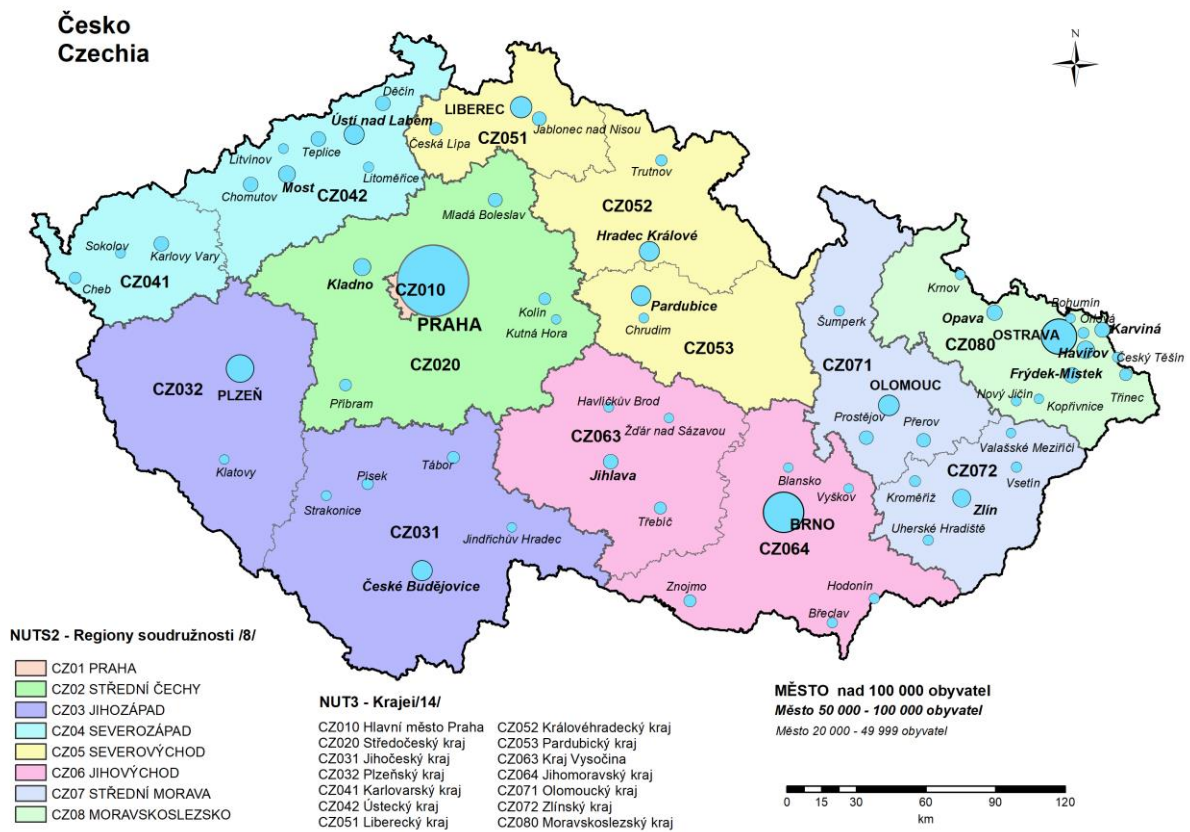 Česko
Czechia
N
Děčín
LIBEREC
Ústí nad Labem
CZ051
Jablonec nad Nisou
Česká Lípa
Litvínov
Teplice
Litoměřice
Trutnov
Chomutov
Most
CZ042
Mladá Boleslav
CZ052
Hradec Králové
Sokolov
Karlovy Vary
CZ041
Cheb
Kladno
CZ010
PRAHA
Kolín
Kutná Hora
Pardubice
Chrudim
CZ053
CZ020
Příbram
Krnov
Bohumín
Orlová
Karviná
Opava
OSTRAVA
Šumperk
CZ080
Havířov
Český Těšín
CZ071
Frýdek-Místek
Třinec
Nový Jičín
Kopřivnice
CZ032
PLZEŇ
OLOMOUC
Prostějov
Přerov
Havlíčkův Brod
Žďár nad Sázavou
CZ063
Jihlava
Valašské Meziříčí
CZ072
Vsetín
Klatovy
Písek
Tábor
Strakonice
Blansko
Vyškov
Kroměříž
Zlín
Třebíč
BRNO
CZ064
Uherské Hradiště
CZ031
Jindřichův Hradec
České Budějovice
Znojmo
Hodonín
Břeclav
NUTS2 - Regiony soudružnosti /8/
CZ01 PRAHA
CZ02 STŘEDNÍ ČECHY
CZ03 JIHOZÁPAD
CZ04 SEVEROZÁPAD
CZ05 SEVEROVÝCHOD
CZ06 JIHOVÝCHOD
CZ07 STŘEDNÍ MORAVA
CZ08 MORAVSKOSLEZSKO
NUT3 - Krajei/14/
CZ010 Hlavní město Praha
CZ020 Středočeský kraj
CZ031 Jihočeský kraj
CZ032 Plzeňský kraj
CZ041 Karlovarský kraj
CZ042 Ústecký kraj
CZ051 Liberecký kraj
CZ052 Královéhradecký kraj
CZ053 Pardubický kraj
CZ063 Kraj Vysočina
CZ064 Jihomoravský kraj
CZ071 Olomoucký kraj
CZ072 Zlínský kraj
CZ080 Moravskoslezský kraj
MĚSTO nad 100 000 obyvatel
Město 50 000 - 100 000 obyvatel
Město 20 000 - 49 999 obyvatel
0 15 30 60 90 120
km